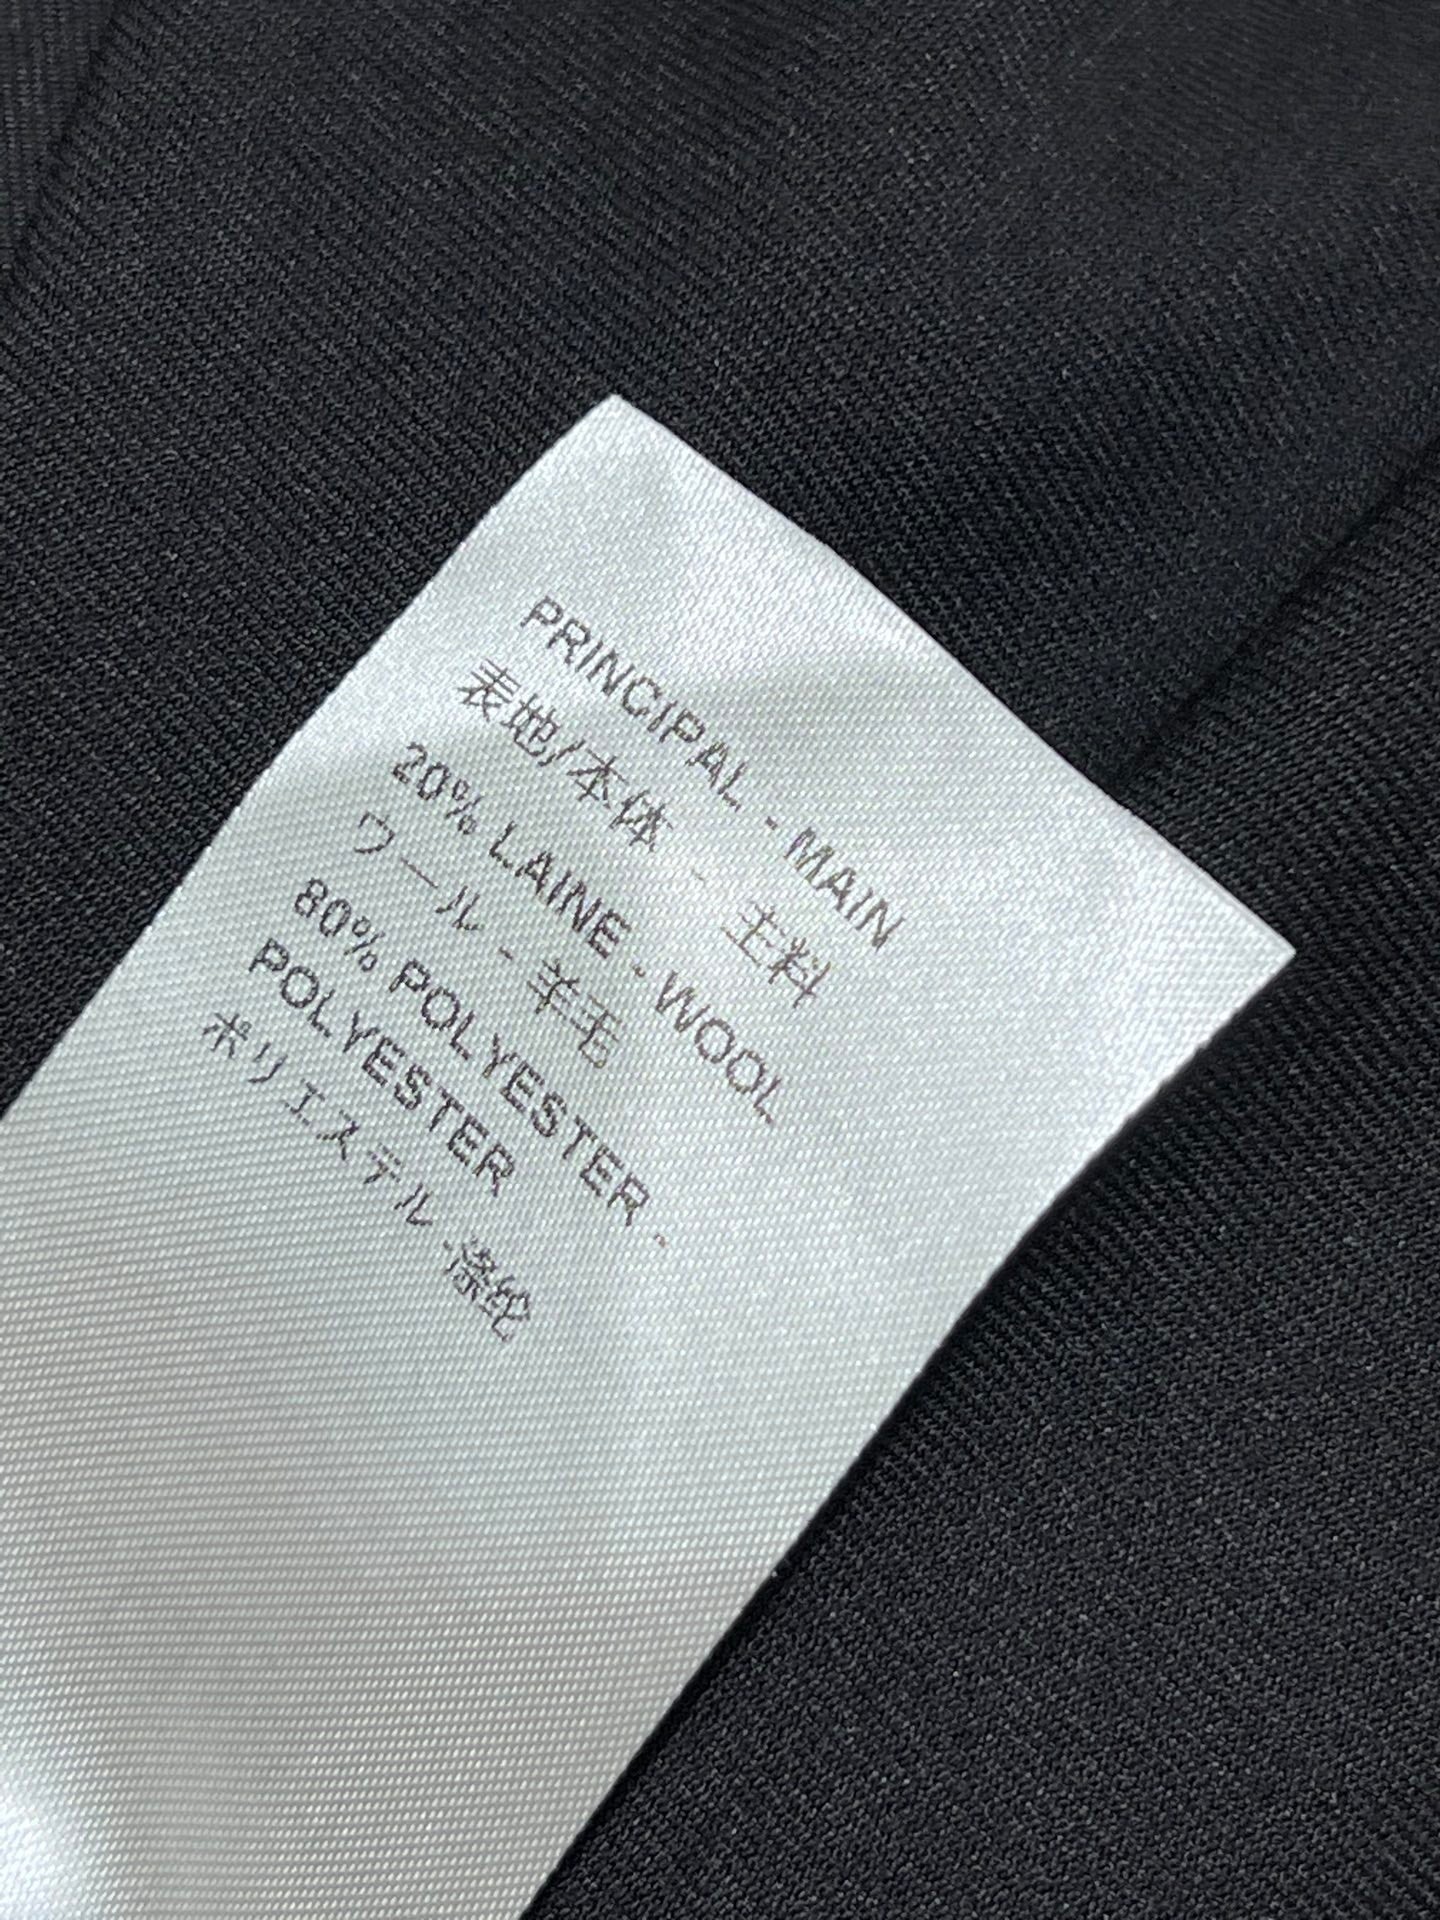 PRINCIPAL - MAIN
表地/本体 - 主料
20% LAINE - WOOL
ウール - 羊毛
80% POLYESTER -
POLYESTER
ポリエステル -涤纶